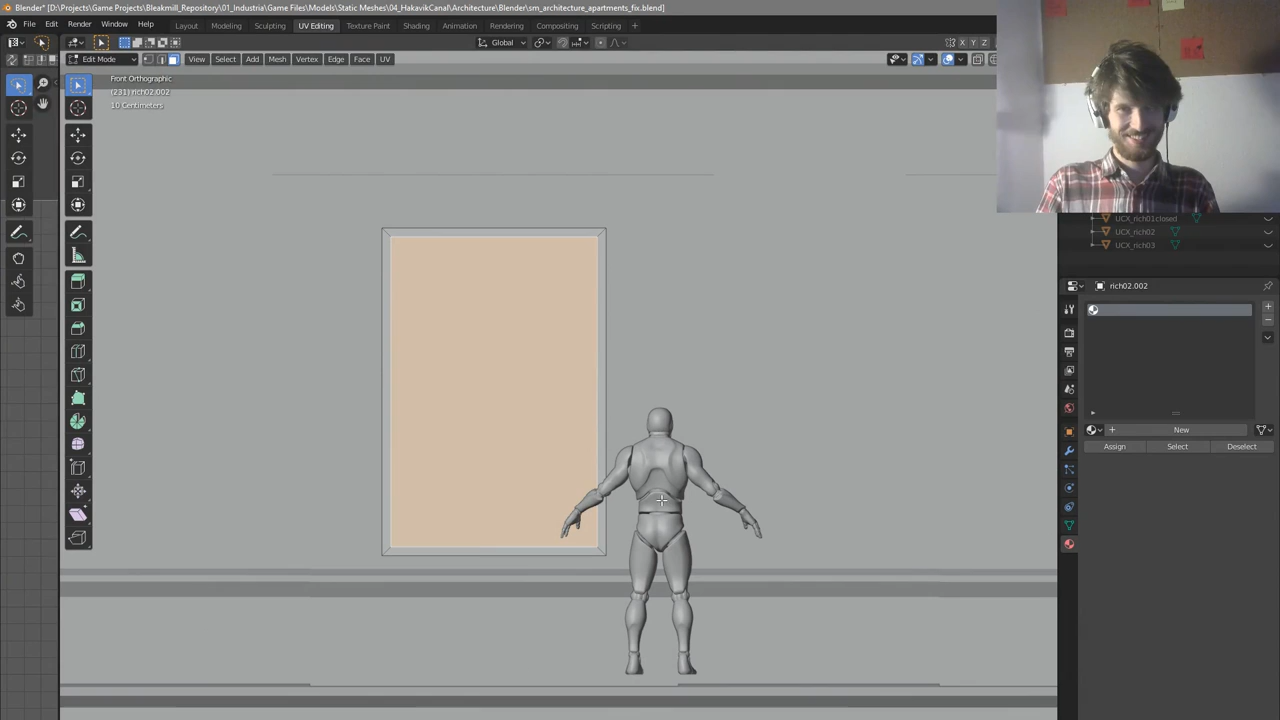 Blender* [D:\Projects\Game Projects\Bleakmill_Repository\01_Industria\Game Files\Models\Static Meshes\04_HakavikCanal\Architecture\Blender\sm_architecture_apartments_fix.blend]
File Edit Render Window Help Layout Modeling Sculpting UV Editing Texture Paint Shading Animation Rendering Compositing Scripting +
Global X Y Z
Edit Mode View Select Add Mesh Vertex Edge Face UV
Front Orthographic
(231) rich02.002
10 Centimeters
UCX_rich01closed
UCX_rich02
UCX_rich03
rich02.002
New
Assign Select Deselect